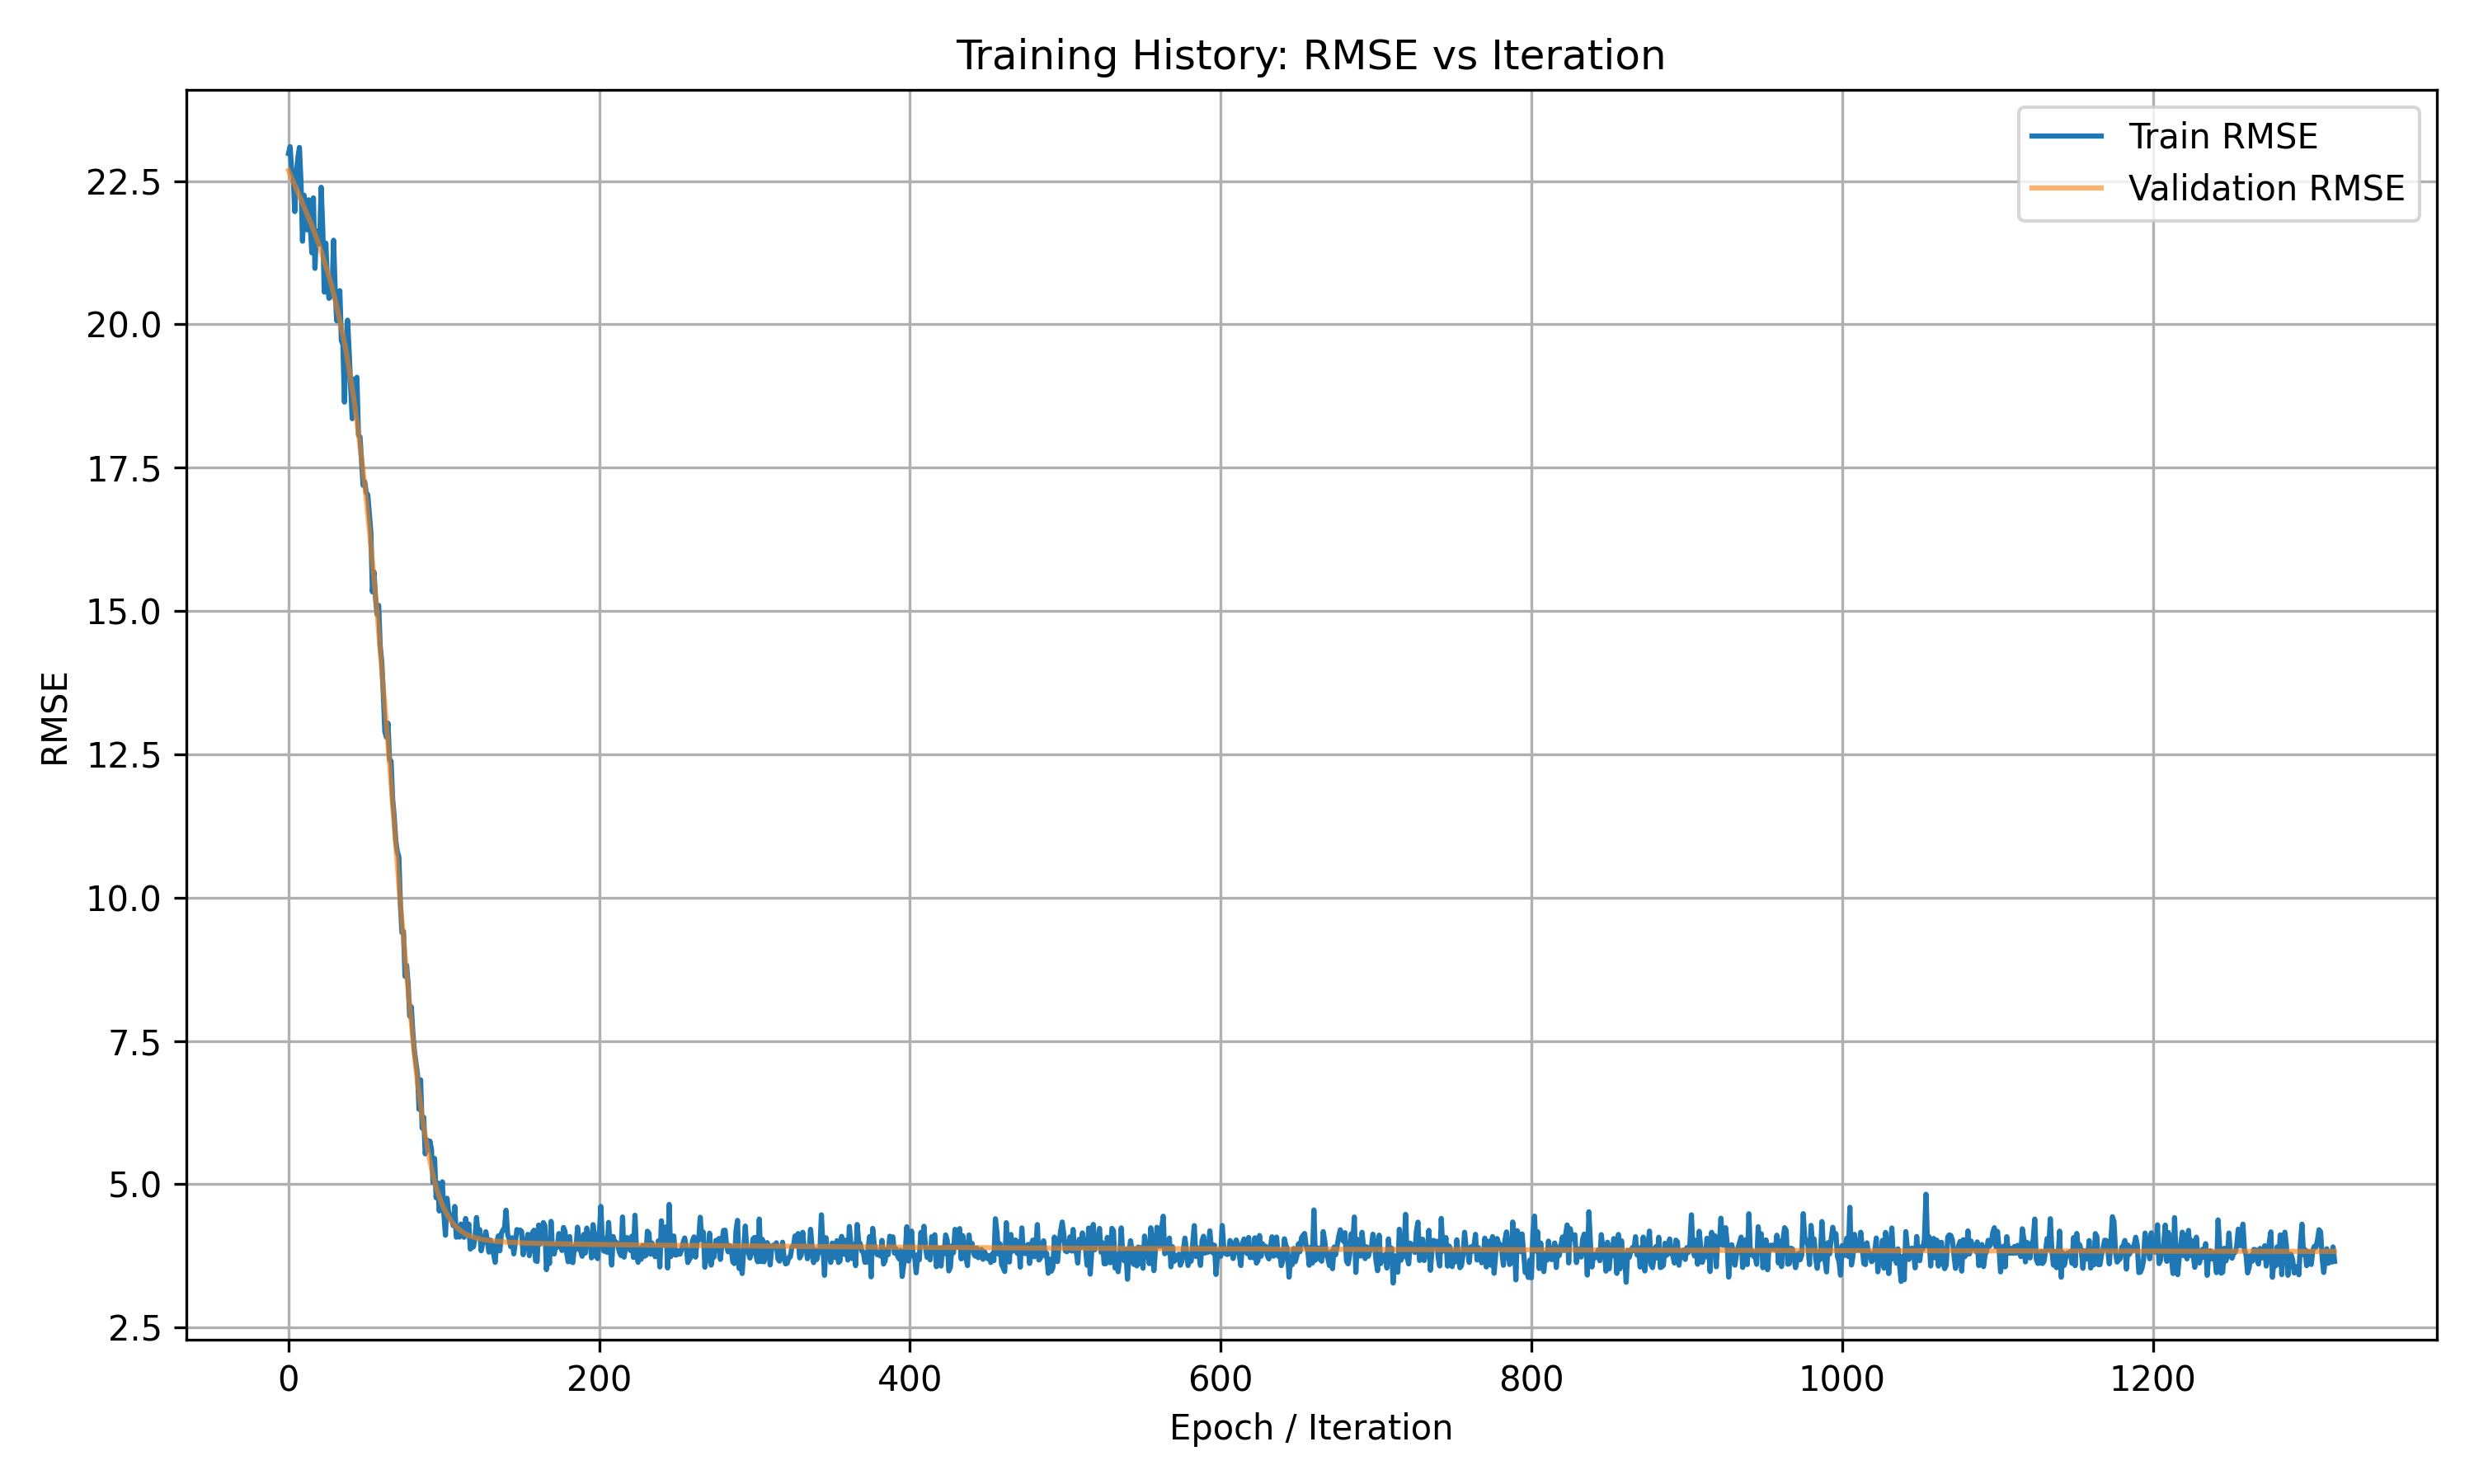 Training History: RMSE vs Iteration
Train RMSE
Validation RMSE
RMSE
22.5
20.0
17.5
15.0
12.5
10.0
7.5
5.0
2.5
0 200 400 600 800 1000 1200
Epoch / Iteration